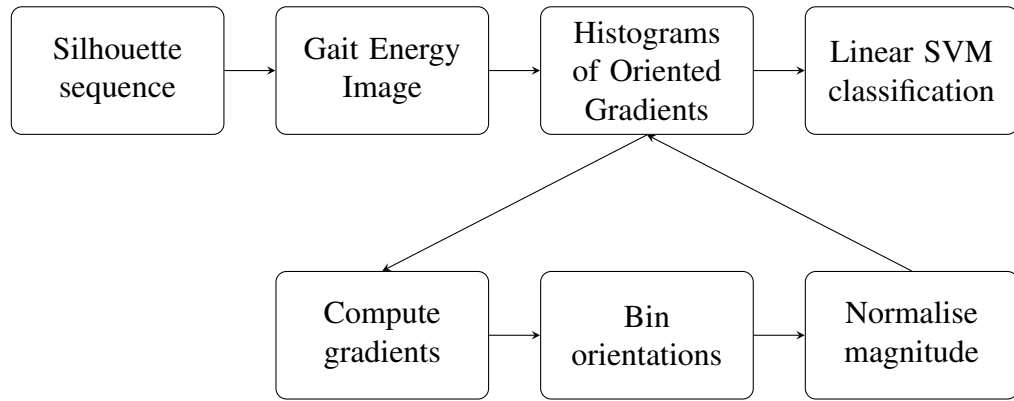 Silhouette
sequence
Gait Energy
Image
Histograms
of Oriented
Gradients
Linear SVM
classification
Compute
gradients
Bin
orientations
Normalise
magnitude